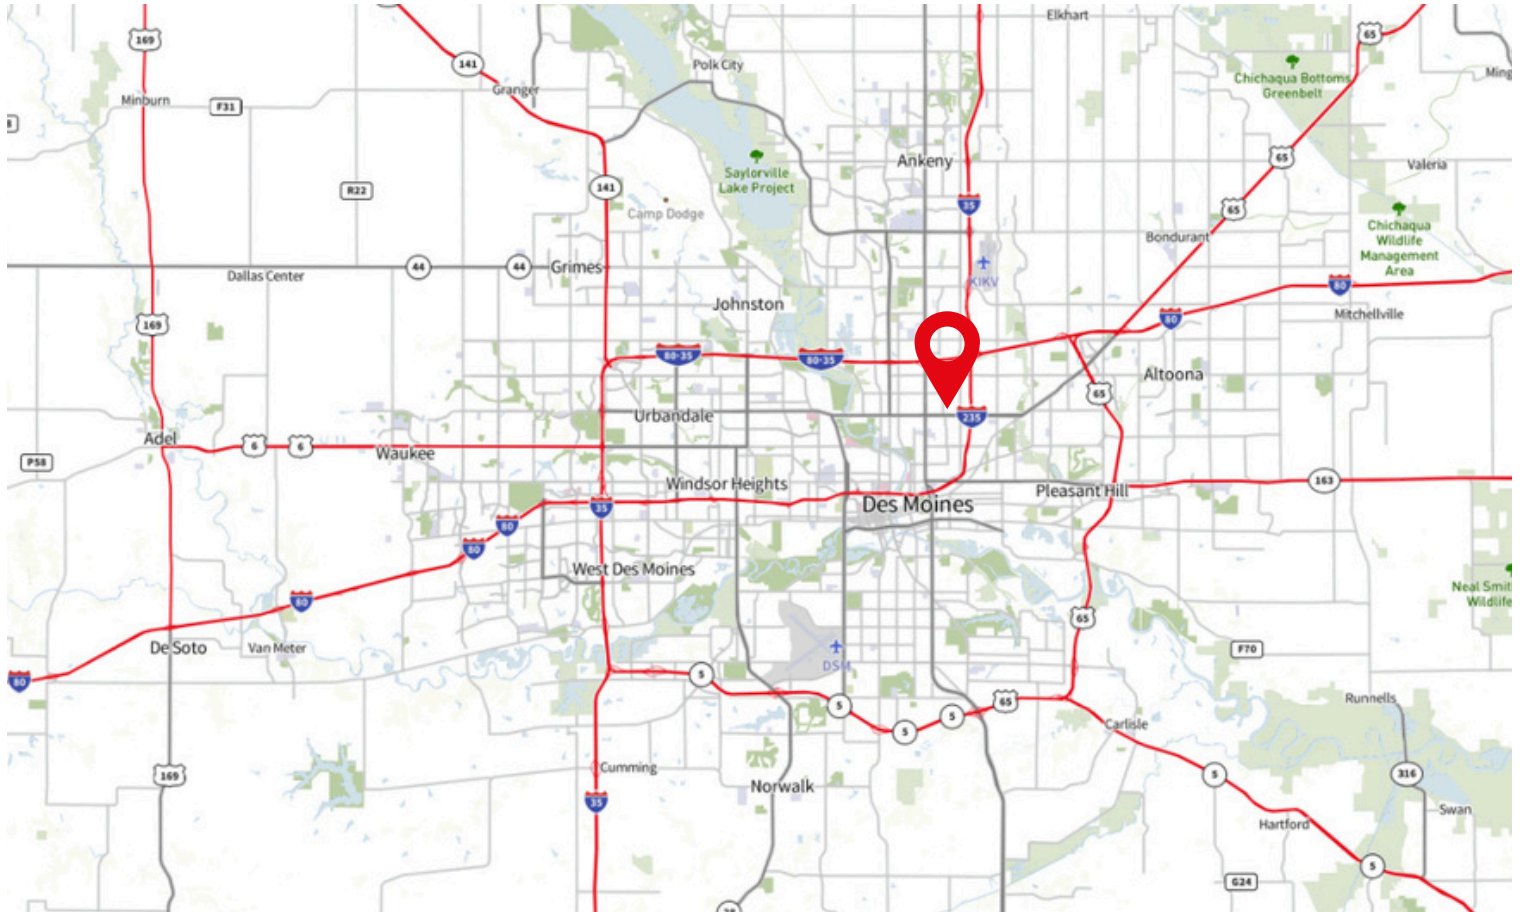 Elkhart
169
65
141
Polk City
Ming
Chichaqua Bottoms
Greenbelt
Granger
Minburn
F31
8
Ankeny
65
Valeria
Saylorville
Lake Project
141
R22
35
65
Camp Dodge
Chichaqua
Wildlife
Management
Area
Bondurant
44
44
Grimes
Dallas Center
KIKV
80
Johnston
Mitchellville
80
169
80-35
80-35
Altoona
65
Urbandale
235
Adel
6
6
Waukee
P58
Windsor Heights
Pleasant Hill
163
Des Moines
35
80
80
West Des Moines
Neal Smit
Wildlife
80
65
De Soto
Van Meter
DSM
F70
80
5
Runnells
5
5
5
65
Carlisle
Cumming
169
5
316
Norwalk
35
Swan
Hartford
5
G24
28